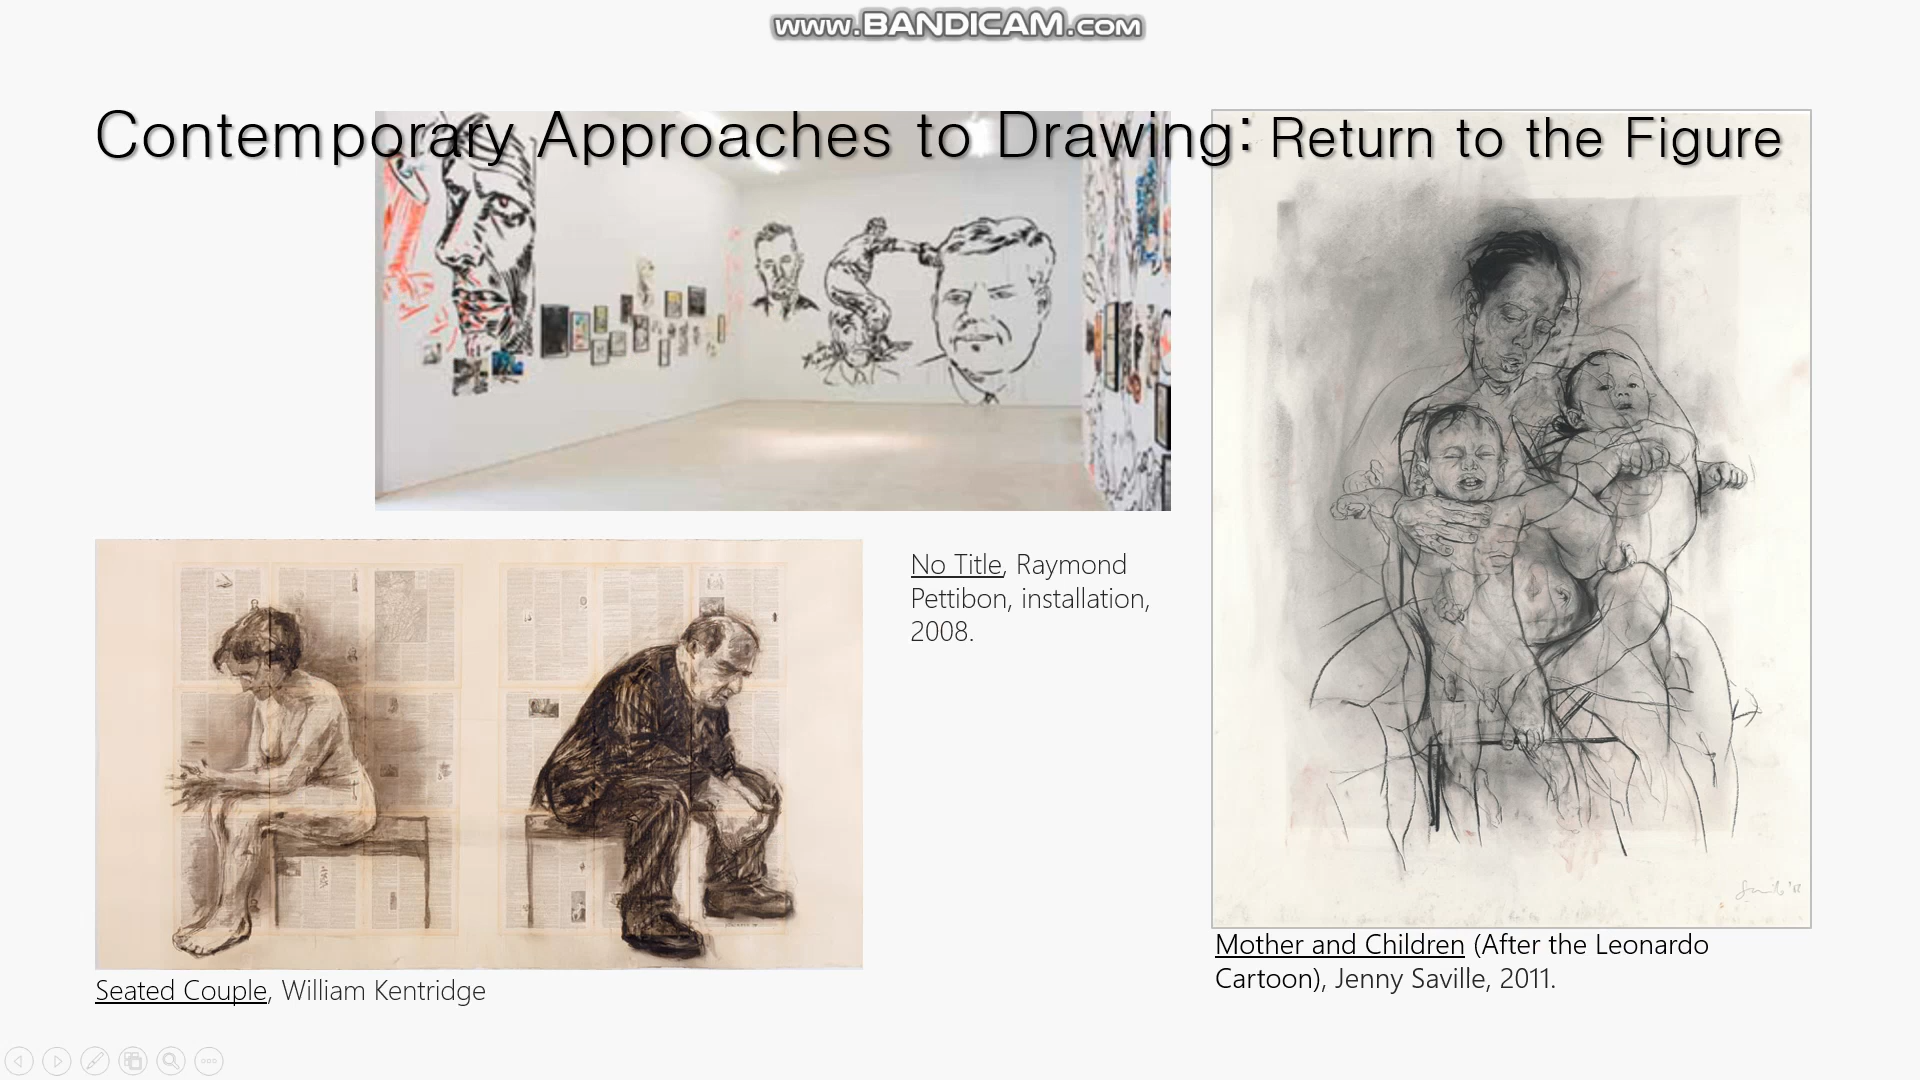 www.BANDICAM.com
Contemporary Approaches to Drawing: Return to the Figure
No Title, Raymond
Pettibon, installation,
2008.
Seated Couple, William Kentridge
Mother and Children (After the Leonardo
Cartoon), Jenny Saville, 2011.